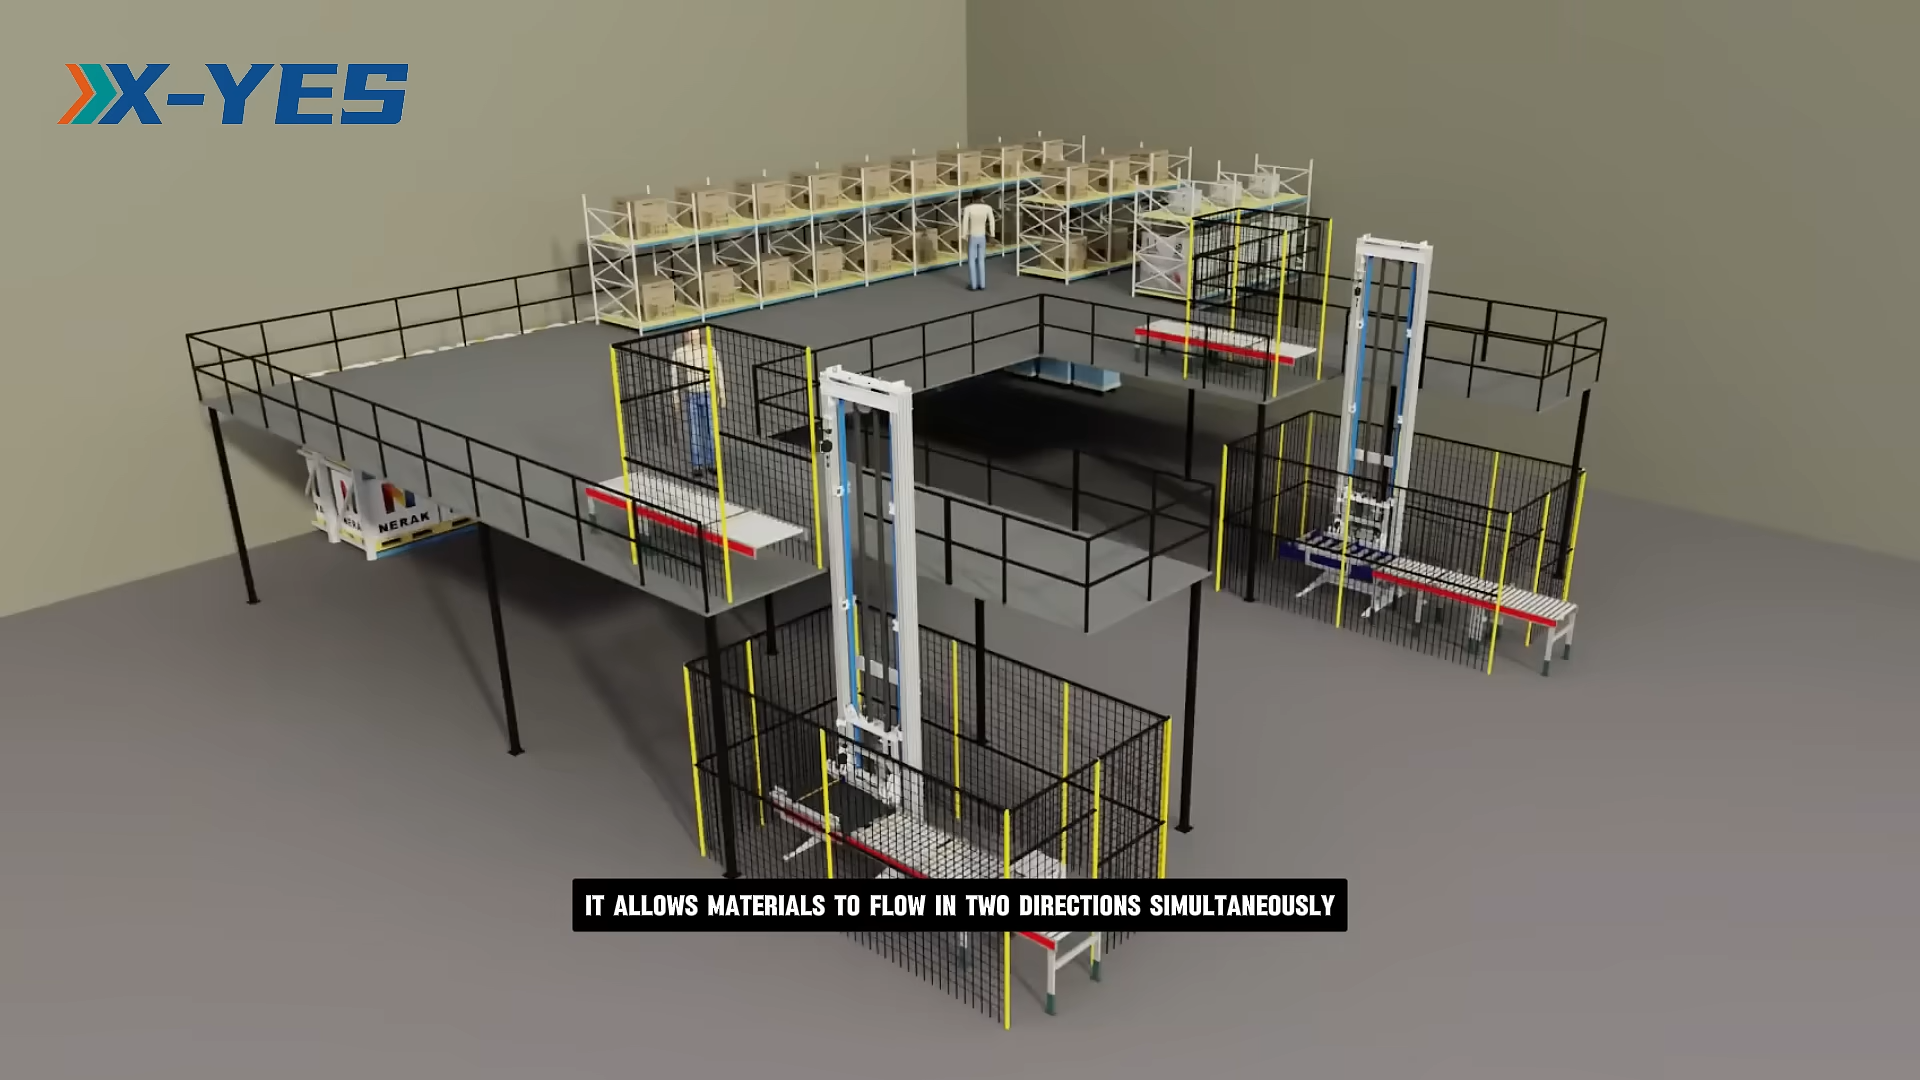 X-YES
NERAK
IT ALLOWS MATERIALS TO FLOW IN TWO DIRECTIONS SIMULTANEOUSLY